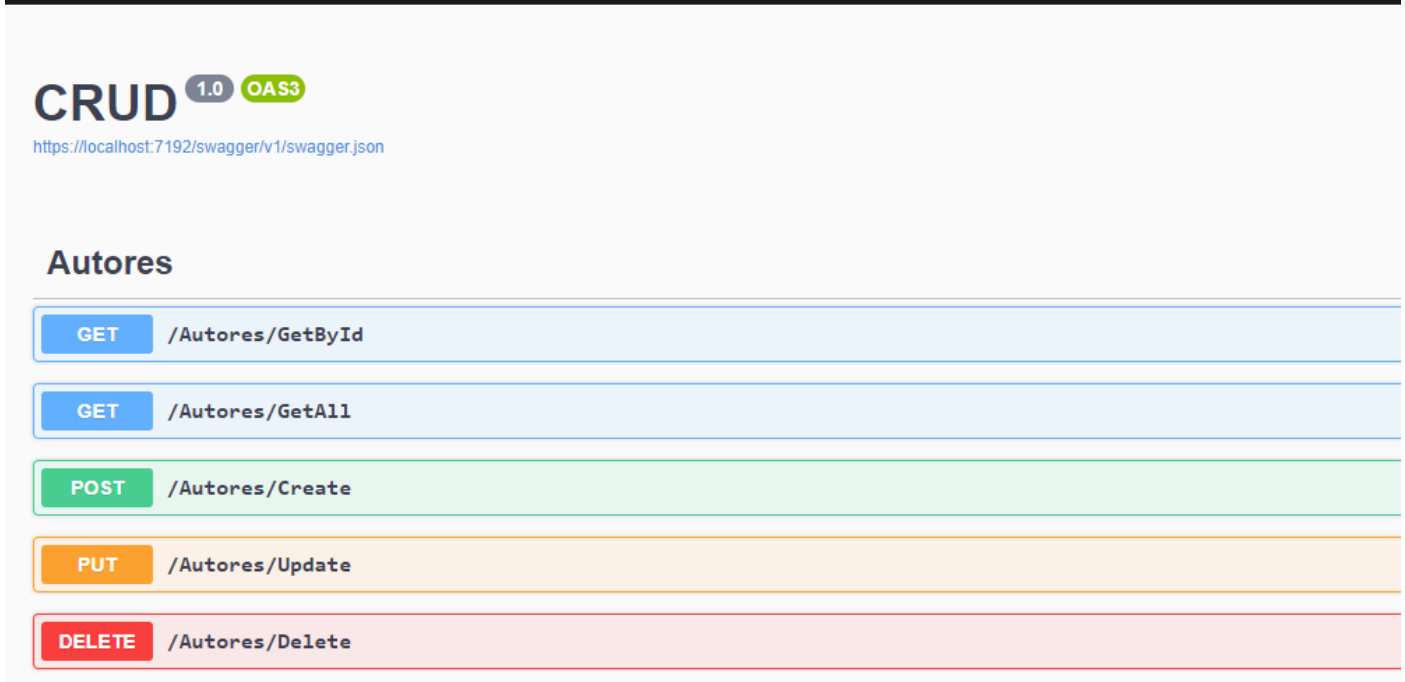 CRUD 1.0 OAS3
https://localhost:7192/swagger/v1/swagger.json
Autores
GET /Autores/GetById
GET /Autores/GetAll
POST /Autores/Create
PUT /Autores/Update
DELETE /Autores/Delete